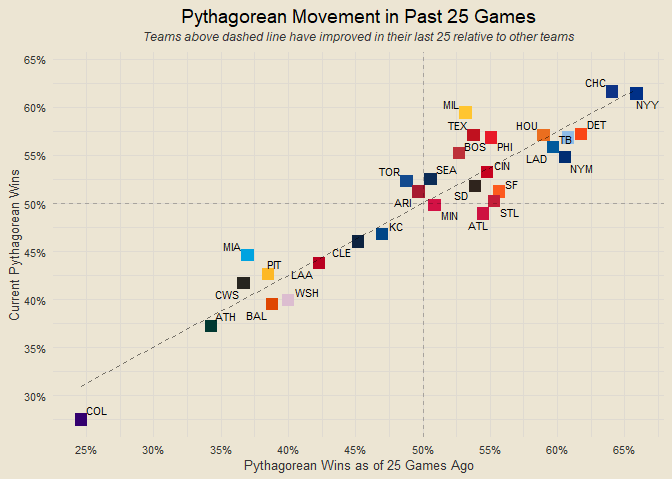 Pythagorean Movement in Past 25 Games
Teams above dashed line have improved in their last 25 relative to other teams
65%
CHC
NYY
60%
MIL
TEX
HOU
DET
BOS
PHI
TB
55%
LAD
NYM
TOR
SEA
CIN
SD
SF
50%
ARI
MIN
STL
ATL
KC
45%
MIA
CLE
PIT
LAA
40%
CWS
WSH
BAL
ATH
35%
30%
COL
Current Pythagorean Wins
25%
30%
35%
40%
45%
50%
55%
60%
65%
Pythagorean Wins as of 25 Games Ago